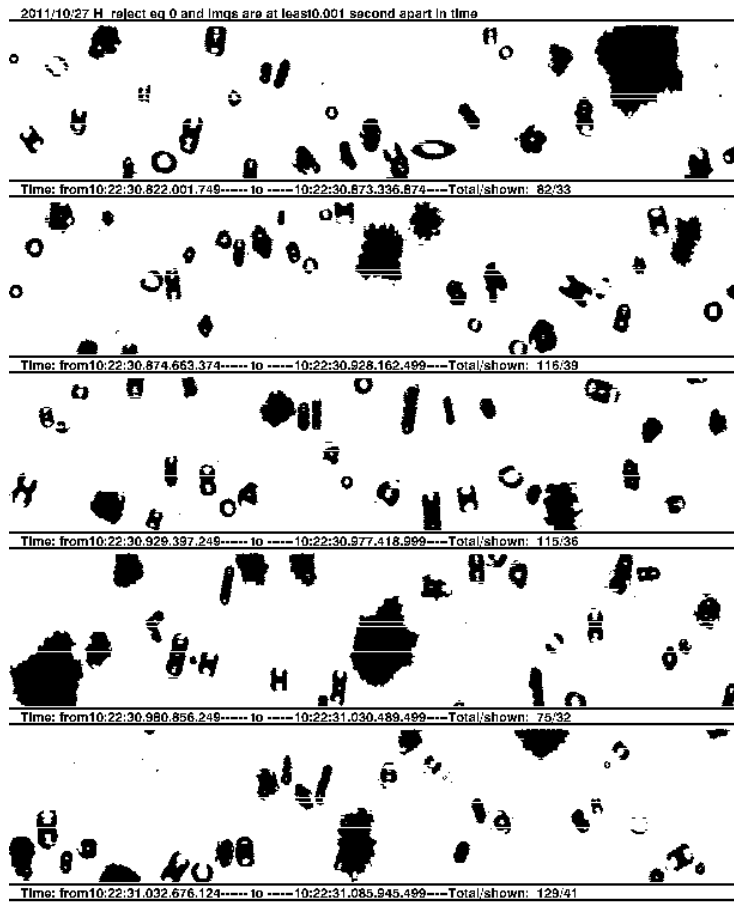 2011/10/27 H reject eq 0 and Imgs are at least0.001 second apart in time
Time: from10:22:30.822.001.749----- to -----10:22:30.873.336.874----Total/shown: 82/33
Time: from10:22:30.874.663.374----- to -----10:22:30.928.162.499----Total/shown: 116/39
Time: from10:22:30.929.397.249----- to -----10:22:30.977.418.999----Total/shown: 115/36
Time: from10:22:30.980.856.249----- to -----10:22:31.030.489.499----Total/shown: 75/32
Time: from10:22:31.032.676.124----- to -----10:22:31.085.945.499----Total/shown: 129/41